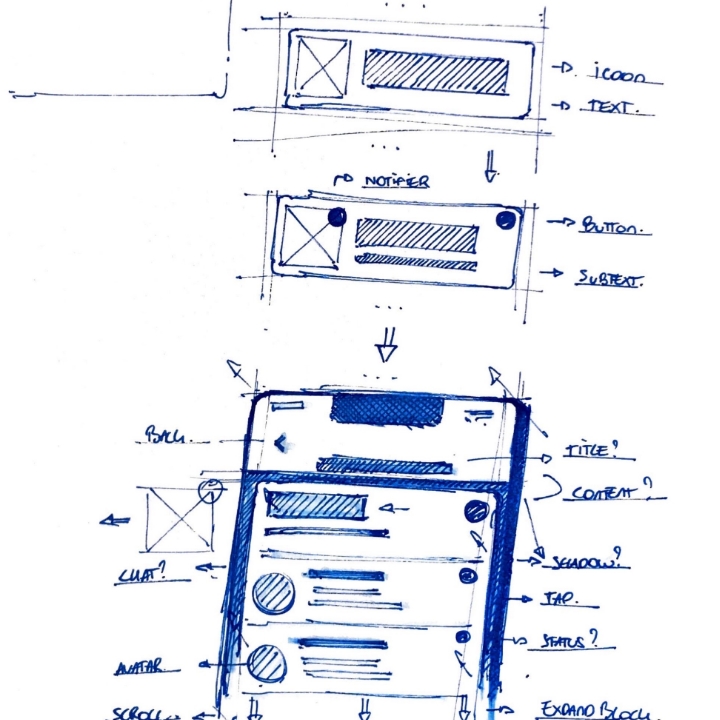 icoon
TEXT.
NOTIFIER
BUTTON.
SUBTEXT.
BACK
TITLE?
CONTENT?
SHADOW?
CHAT?
TAP.
STATUS?
AVATAR
SCROLL
EXPAND BLOCK.